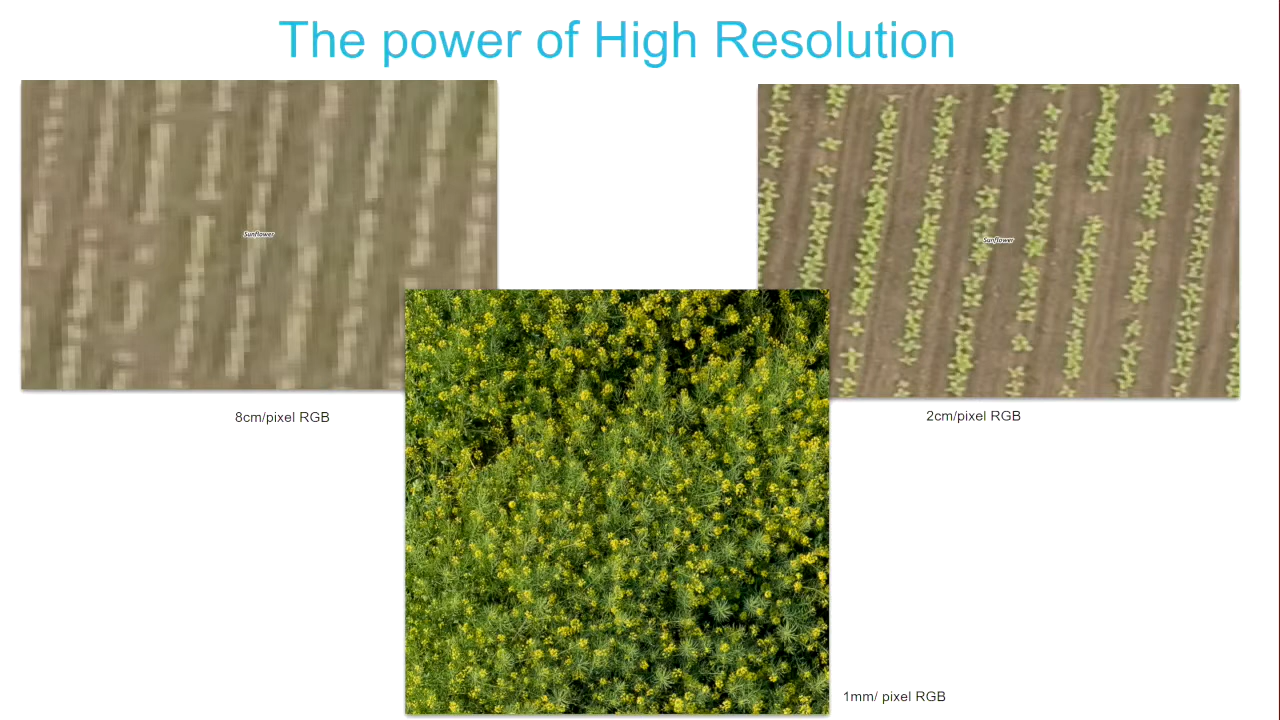 The power of High Resolution
Sunflower
Sunflower
8cm/pixel RGB
2cm/pixel RGB
1mm/ pixel RGB